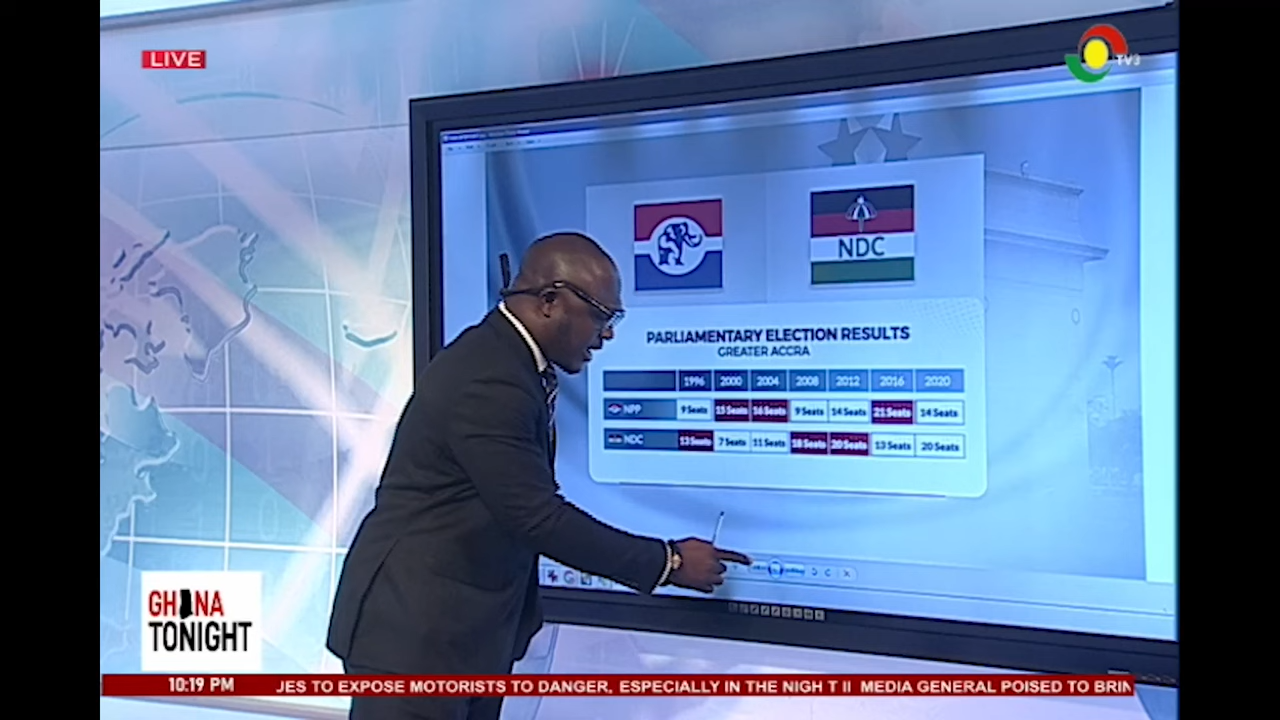 LIVE
TV3
NDC
PARLIAMENTARY ELECTION RESULTS
GREATER ACCRA
1996 2000 2004 2008 2012 2016 2020
NPP 9 Seats 15 Seats 16 Seats 9 Seats 14 Seats 21 Seats 14 Seats
NDC 13 Seats 7 Seats 11 Seats 18 Seats 20 Seats 13 Seats 20 Seats
GHANA
TONIGHT
10:19 PM JES TO EXPOSE MOTORISTS TO DANGER, ESPECIALLY IN THE NIGH T II MEDIA GENERAL POISED TO BRIN